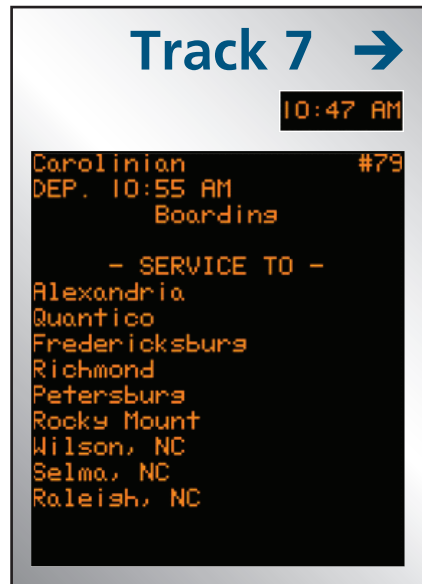 Track 7 →
10:47 AM
Carolinian #79
DEP. 10:55 AM
Boarding
- SERVICE TO -
Alexandria
Quantico
Fredericksburg
Richmond
Petersburg
Rocky Mount
Wilson, NC
Selma, NC
Raleigh, NC